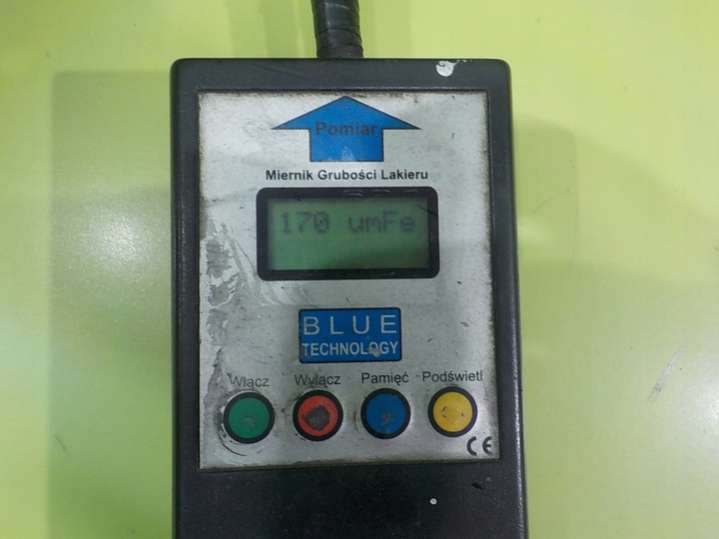 Pomiar
Miernik Grubości Lakieru
170 umFe
BLUE
TECHNOLOGY
Włącz Wyłącz Pamięć Podświetl
CE